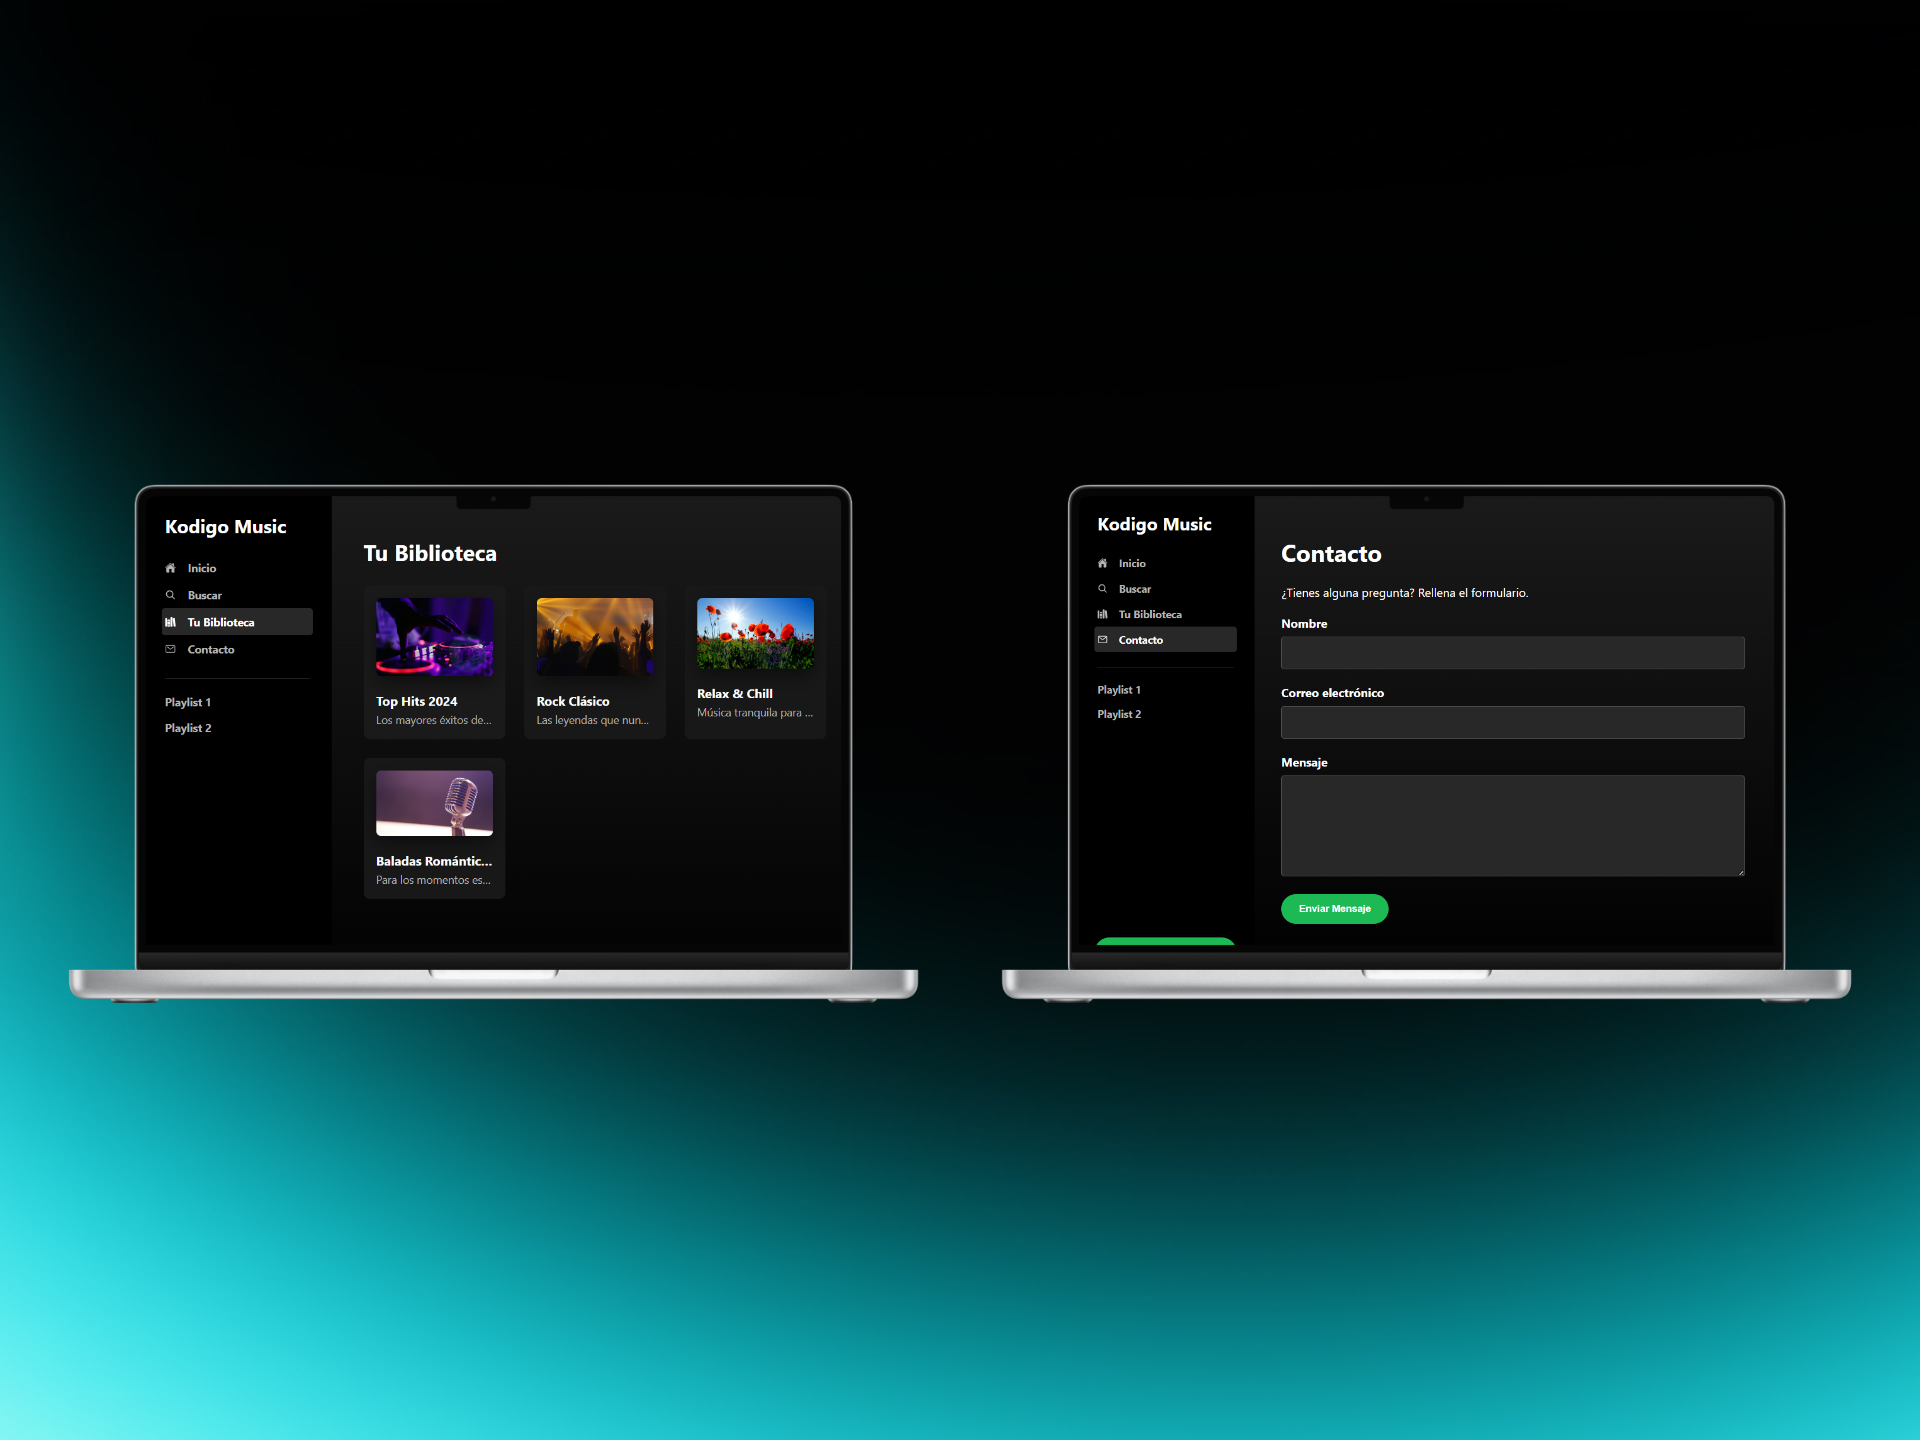 Kodigo Music
Inicio
Buscar
Tu Biblioteca
Contacto
Playlist 1
Playlist 2
Tu Biblioteca
Top Hits 2024
Los mayores éxitos de...
Rock Clásico
Las leyendas que nun...
Relax & Chill
Música tranquila para ...
Baladas Romántic...
Para los momentos es...
Kodigo Music
Inicio
Buscar
Tu Biblioteca
Contacto
Playlist 1
Playlist 2
Contacto
¿Tienes alguna pregunta? Rellena el formulario.
Nombre
Correo electrónico
Mensaje
Enviar Mensaje